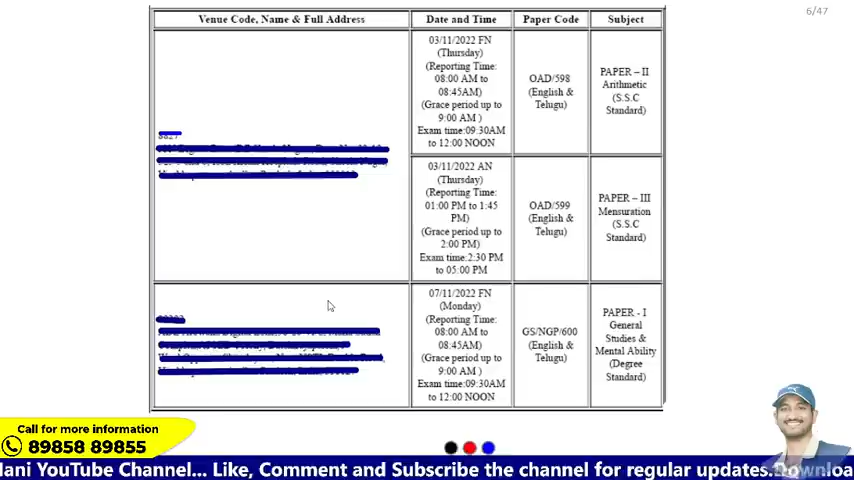 6/47
Venue Code, Name & Full Address
Date and Time
Paper Code
Subject
03/11/2022 FN
(Thursday)
(Reporting Time:
08:00 AM to
08:45AM)
(Grace period up to
9:00 AM )
Exam time:09:30AM
to 12:00 NOON
OAD/598
(English &
Telugu)
PAPER – II
Arithmetic
(S.S.C
Standard)
03/11/2022 AN
(Thursday)
(Reporting Time:
01:00 PM to 1:45
PM)
(Grace period up to
2:00 PM)
Exam time:2:30 PM
to 05:00 PM
OAD/599
(English &
Telugu)
PAPER – III
Mensuration
(S.S.C
Standard)
07/11/2022 FN
(Monday)
(Reporting Time:
08:00 AM to
08:45AM)
(Grace period up to
9:00 AM )
Exam time:09:30AM
to 12:00 NOON
GS/NGP/600
(English &
Telugu)
PAPER - I
General
Studies &
Mental Ability
(Degree
Standard)
Call for more information
89858 89855
lani YouTube Channel... Like, Comment and Subscribe the channel for regular updates.Downloa